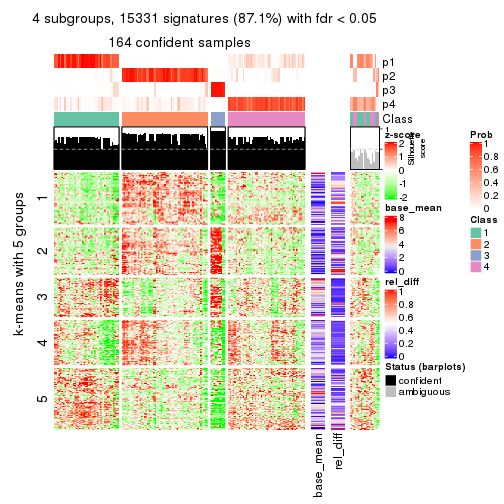 4 subgroups, 15331 signatures (87.1%) with fdr < 0.05
164 confident samples
p1
p2
p3
p4
Class
1
Silhouette
score
k-means with 5 groups
1
2
3
4
5
base_mean
rel_diff
z-score
2
1
0
-1
-2
base_mean
8
6
4
2
0
rel_diff
1
0.8
0.6
0.4
0.2
0
Status (barplots)
confident
ambiguous
Prob
1
0.8
0.6
0.4
0.2
0
Class
1
2
3
4